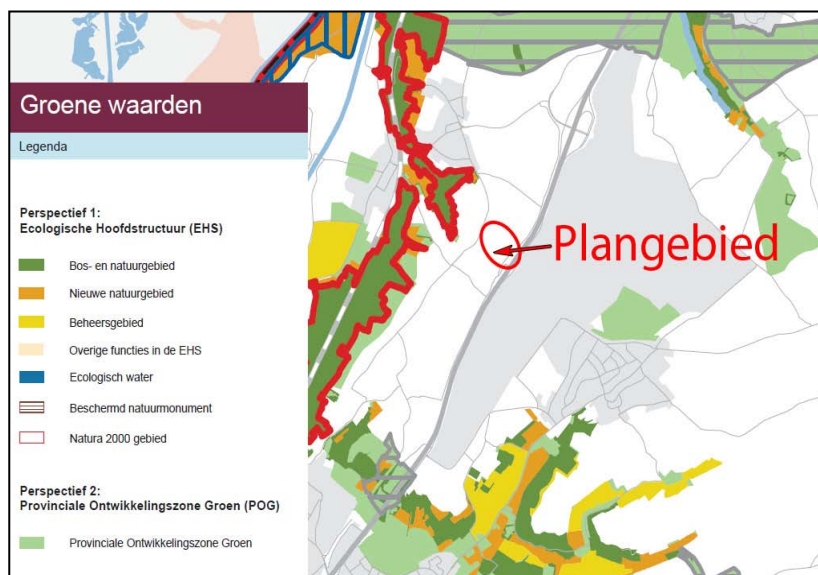 Groene waarden
Legenda
Perspectief 1:
Ecologische Hoofdstructuur (EHS)
Bos- en natuurgebied
Nieuwe natuurgebied
Beheersgebied
Overige functies in de EHS
Ecologisch water
Beschermd natuurmonument
Natura 2000 gebied
Perspectief 2:
Provinciale Ontwikkelingszone Groen (POG)
Provinciale Ontwikkelingszone Groen
Plangebied